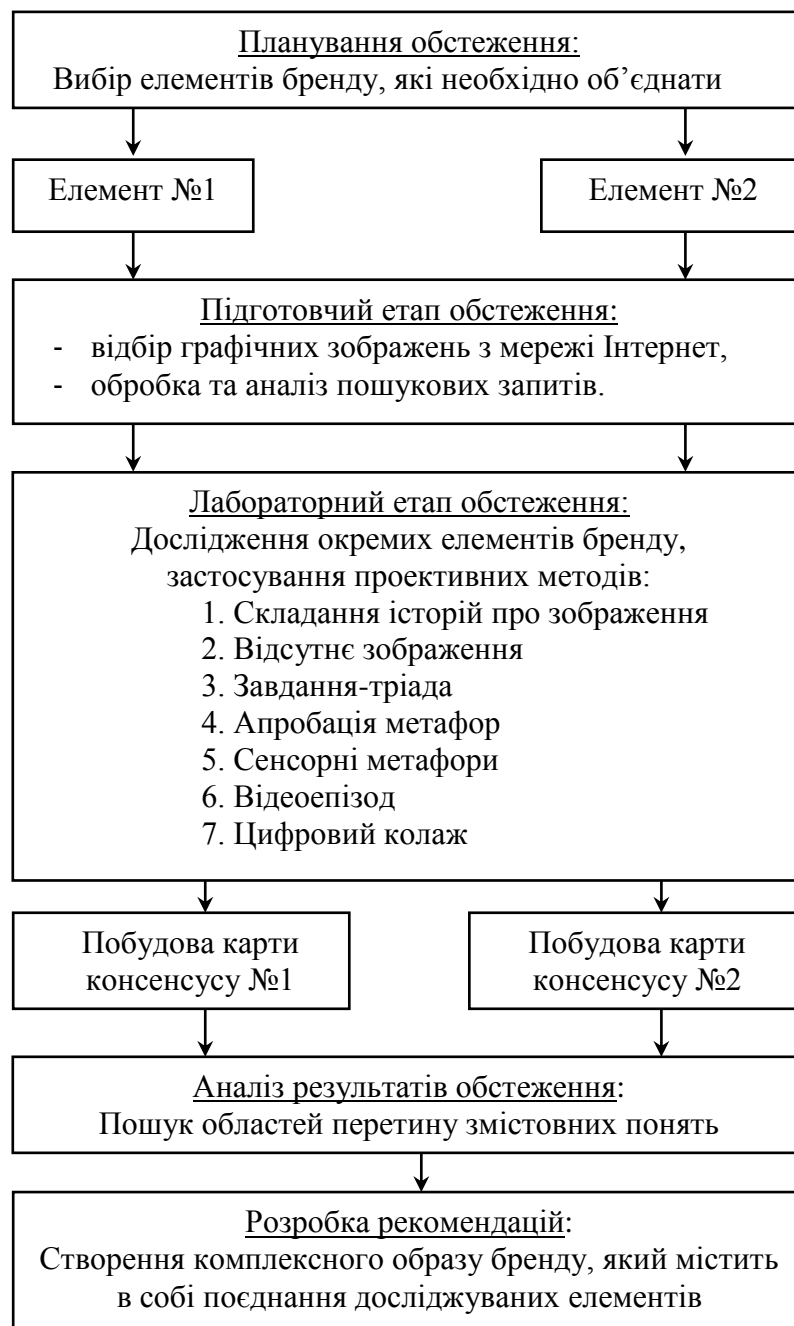 Планування обстеження:
Вибір елементів бренду, які необхідно об’єднати
Елемент №1
Елемент №2
Підготовчий етап обстеження:
- відбір графічних зображень з мережі Інтернет,
- обробка та аналіз пошукових запитів.
Лабораторний етап обстеження:
Дослідження окремих елементів бренду,
застосування проективних методів:
1. Складання історій про зображення
2. Відсутнє зображення
3. Завдання-тріада
4. Апробація метафор
5. Сенсорні метафори
6. Відеоепізод
7. Цифровий колаж
Побудова карти
консенсусу №1
Побудова карти
консенсусу №2
Аналіз результатів обстеження:
Пошук областей перетину змістовних понять
Розробка рекомендацій:
Створення комплексного образу бренду, який містить
в собі поєднання досліджуваних елементів